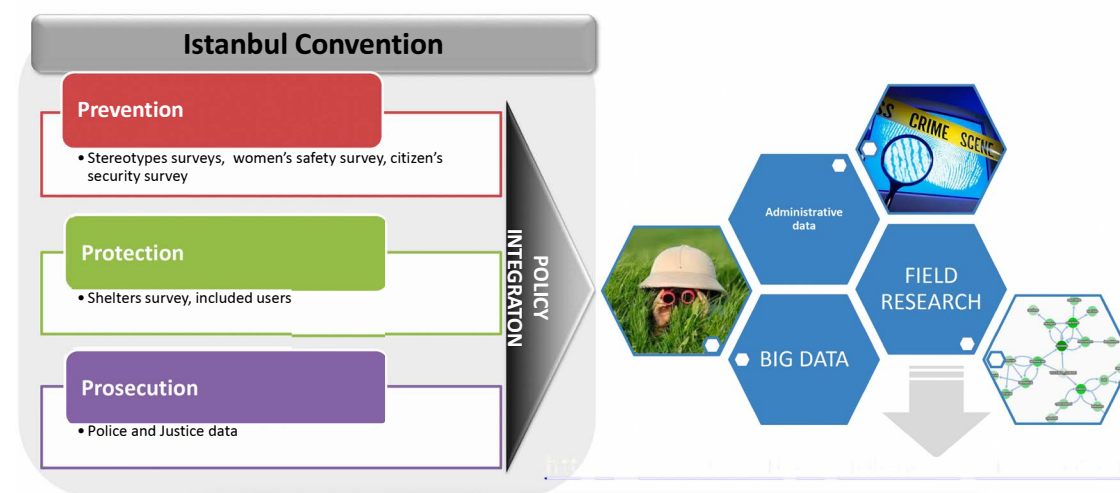 Istanbul Convention
Prevention
• Stereotypes surveys, women's safety survey, citizen's
security survey
Protection
• Shelters survey, included users
Prosecution
• Police and Justice data
POLICY
INTEGRATON
CRIME SCENE
Administrative
data
FIELD
RESEARCH
BIG DATA